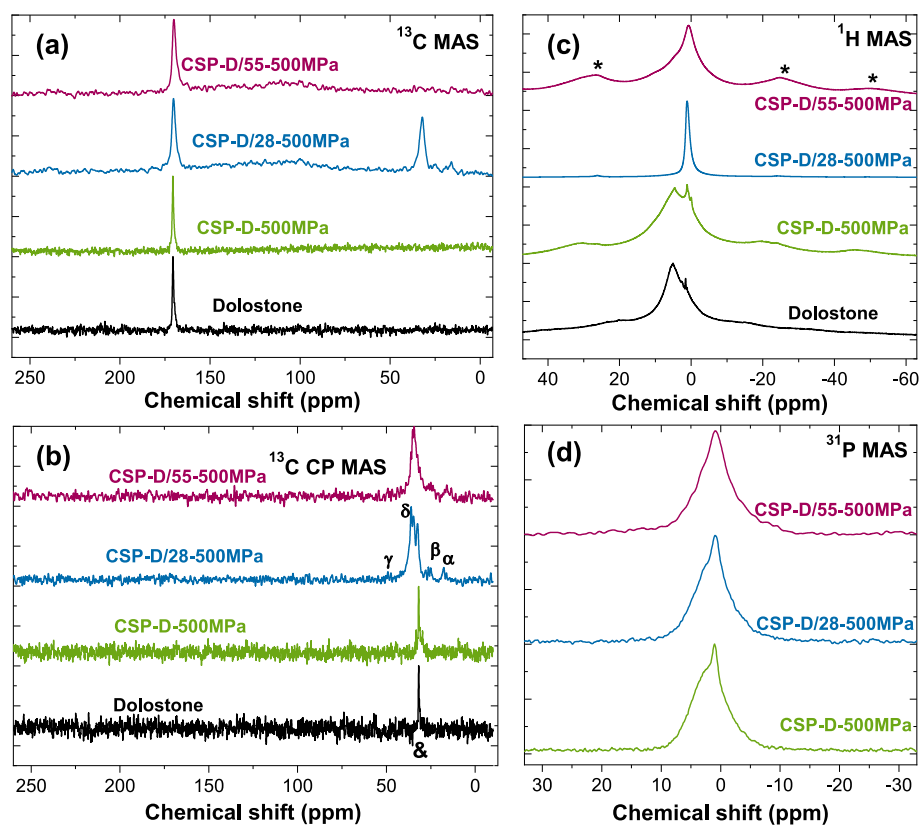 (a)
¹³C MAS
CSP-D/55-500MPa
CSP-D/28-500MPa
CSP-D-500MPa
Dolostone
250 200 150 100 50 0
Chemical shift (ppm)
(c)
¹H MAS
* * *
CSP-D/55-500MPa
CSP-D/28-500MPa
CSP-D-500MPa
Dolostone
40 20 0 -20 -40 -60
Chemical shift (ppm)
(b)
¹³C CP MAS
CSP-D/55-500MPa
δ
CSP-D/28-500MPa
γ β α
CSP-D-500MPa
Dolostone
&
250 200 150 100 50 0
Chemical shift (ppm)
(d)
³¹P MAS
CSP-D/55-500MPa
CSP-D/28-500MPa
CSP-D-500MPa
30 20 10 0 -10 -20 -30
Chemical shift (ppm)